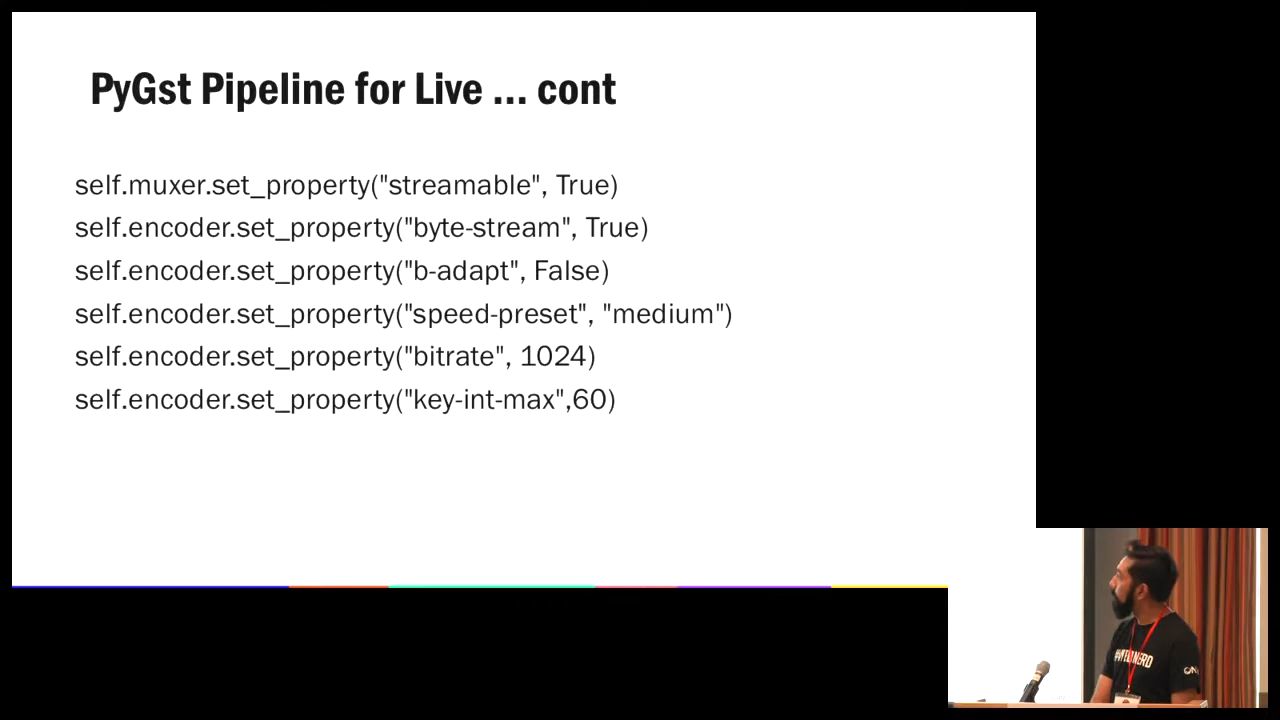 PyGst Pipeline for Live ... cont
self.muxer.set_property("streamable", True)
self.encoder.set_property("byte-stream", True)
self.encoder.set_property("b-adapt", False)
self.encoder.set_property("speed-preset", "medium")
self.encoder.set_property("bitrate", 1024)
self.encoder.set_property("key-int-max",60)